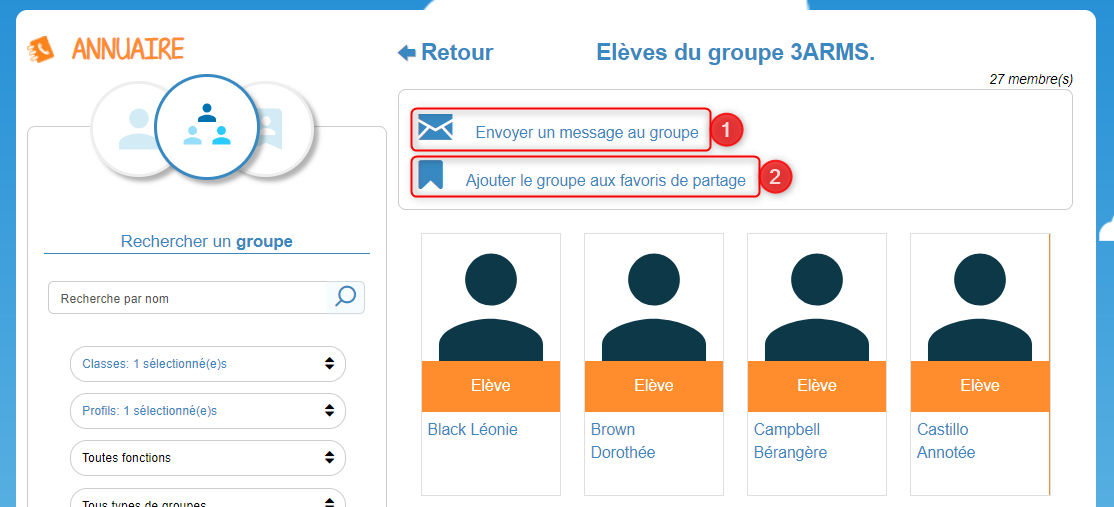 ANNUAIRE
Retour
Elèves du groupe 3ARMS.
27 membre(s)
Envoyer un message au groupe
1
Ajouter le groupe aux favoris de partage
2
Rechercher un groupe
Recherche par nom
Classes: 1 sélectionné(e)s
Profils: 1 sélectionné(e)s
Toutes fonctions
Tous types de groupes
Elève
Black Léonie
Elève
Brown
Dorothée
Elève
Campbell
Bérangère
Elève
Castillo
Annotée